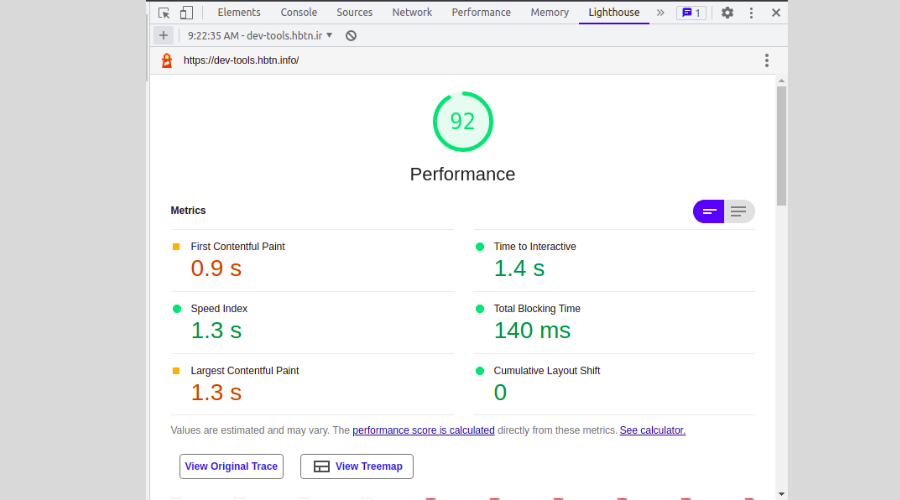 Elements Console Sources Network Performance Memory Lighthouse » 1
+ 9:22:35 AM - dev-tools.hbtn.ir
https://dev-tools.hbtn.info/
92
Performance
Metrics
First Contentful Paint
0.9 s
Time to Interactive
1.4 s
Speed Index
1.3 s
Total Blocking Time
140 ms
Largest Contentful Paint
1.3 s
Cumulative Layout Shift
0
Values are estimated and may vary. The performance score is calculated directly from these metrics. See calculator.
View Original Trace
View Treemap